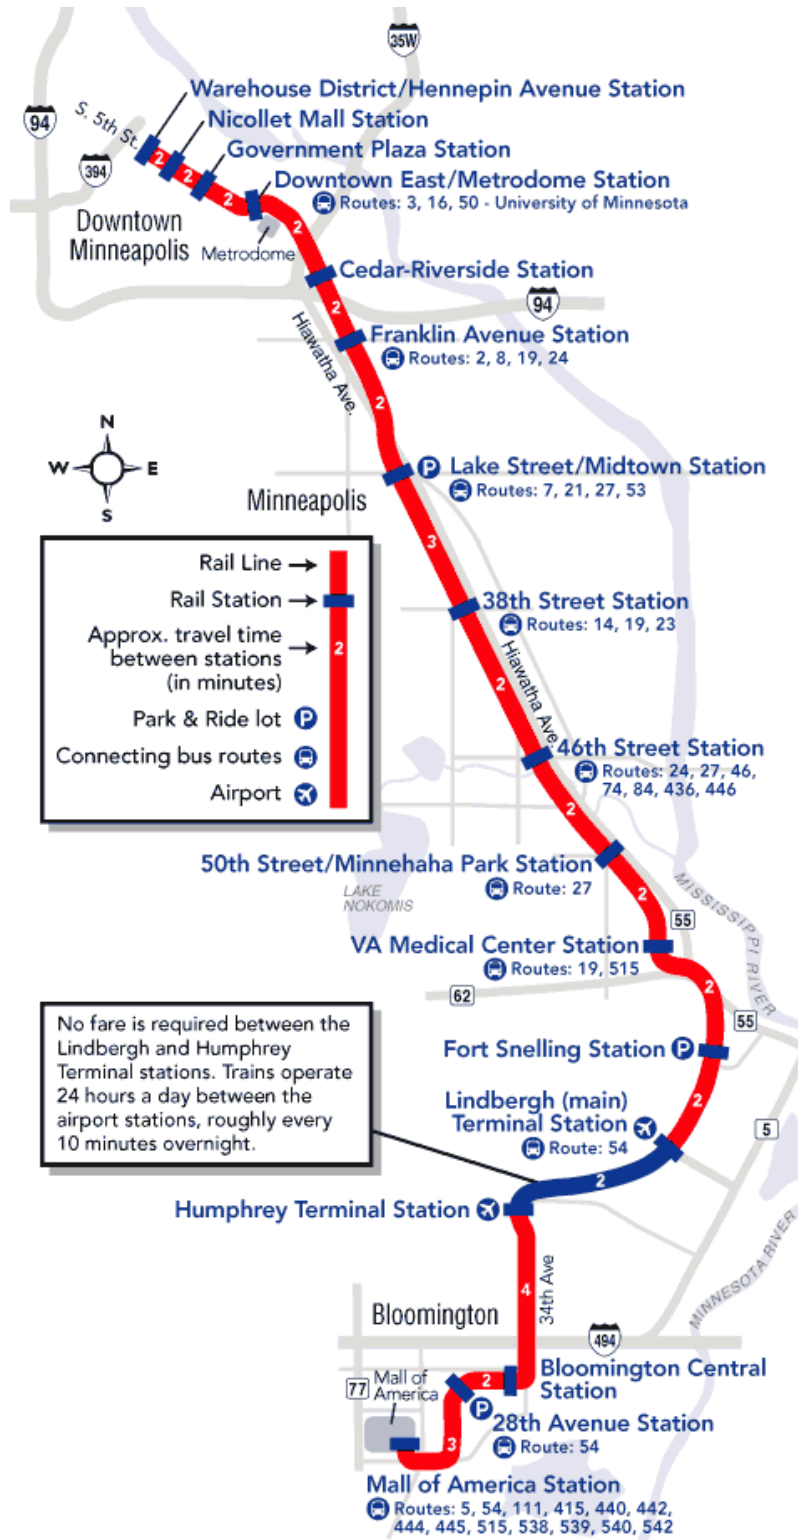 35W
Warehouse District/Hennepin Avenue Station
94
S. 5th St.
Nicollet Mall Station
2
Government Plaza Station
394
2
Downtown East/Metrodome Station
2
Routes: 3, 16, 50 - University of Minnesota
Downtown
Minneapolis
Metrodome
2
Cedar-Riverside Station
94
2
Hiawatha Ave.
Franklin Avenue Station
Routes: 2, 8, 19, 24
2
N
W
E
S
P
Lake Street/Midtown Station
Routes: 7, 21, 27, 53
Minneapolis
3
Rail Line
Rail Station
Approx. travel time
between stations
(in minutes)
2
Park & Ride lot
P
Connecting bus routes
Airport
38th Street Station
Routes: 14, 19, 23
Hiawatha Ave.
2
46th Street Station
Routes: 24, 27, 46,
74, 84, 436, 446
2
50th Street/Minnehaha Park Station
Route: 27
LAKE
NOKOMIS
2
MISSISSIPPI RIVER
55
VA Medical Center Station
Routes: 19, 515
62
2
55
No fare is required between the
Lindbergh and Humphrey
Terminal stations. Trains operate
24 hours a day between the
airport stations, roughly every
10 minutes overnight.
Fort Snelling Station
P
2
Lindbergh (main)
Terminal Station
Route: 54
5
2
Humphrey Terminal Station
MINNESOTA RIVER
34th Ave
4
Bloomington
494
Bloomington Central
Station
77
Mall of
America
2
P
28th Avenue Station
Route: 54
3
Mall of America Station
Routes: 5, 54, 111, 415, 440, 442,
444, 445, 515, 538, 539, 540, 542